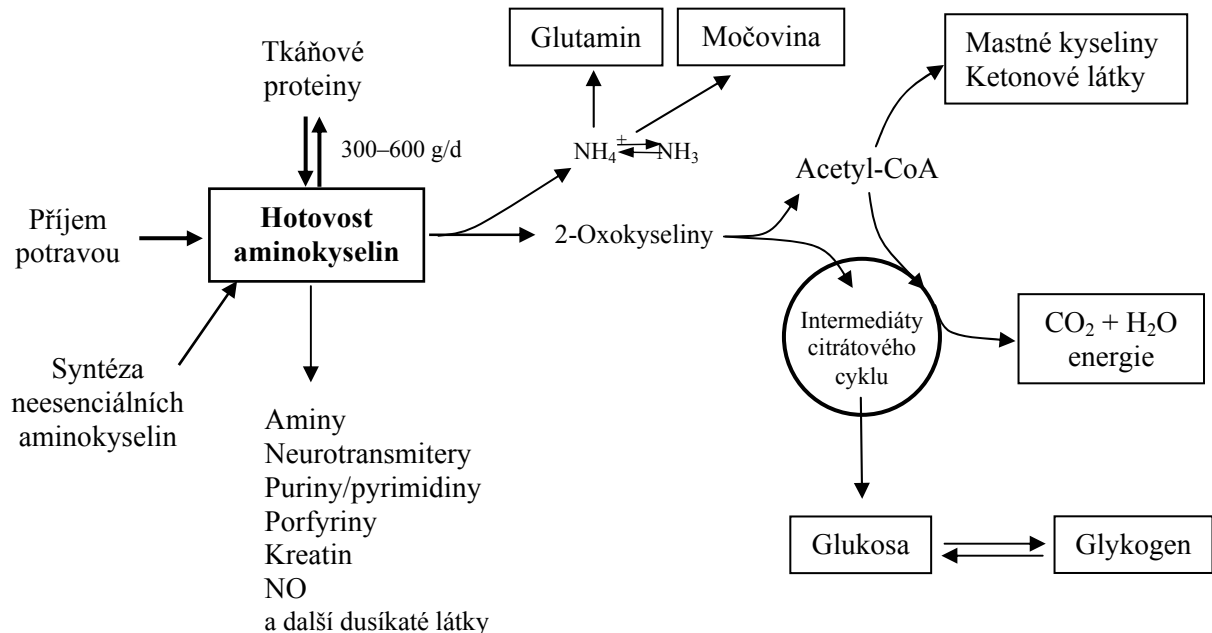 Glutamin
Močovina
Mastné kyseliny
Ketonové látky
Tkáňové
proteiny
300–600 g/d
NH4+ NH3
Acetyl-CoA
Příjem
potravou
Hotovost
aminokyselin
2-Oxokyseliny
Intermediáty
citrátového
cyklu
CO2 + H2O
energie
Syntéza
neesenciálních
aminokyselin
Aminy
Neurotransmitery
Puriny/pyrimidiny
Porfyriny
Kreatin
NO
a další dusíkaté látky
Glukosa
Glykogen